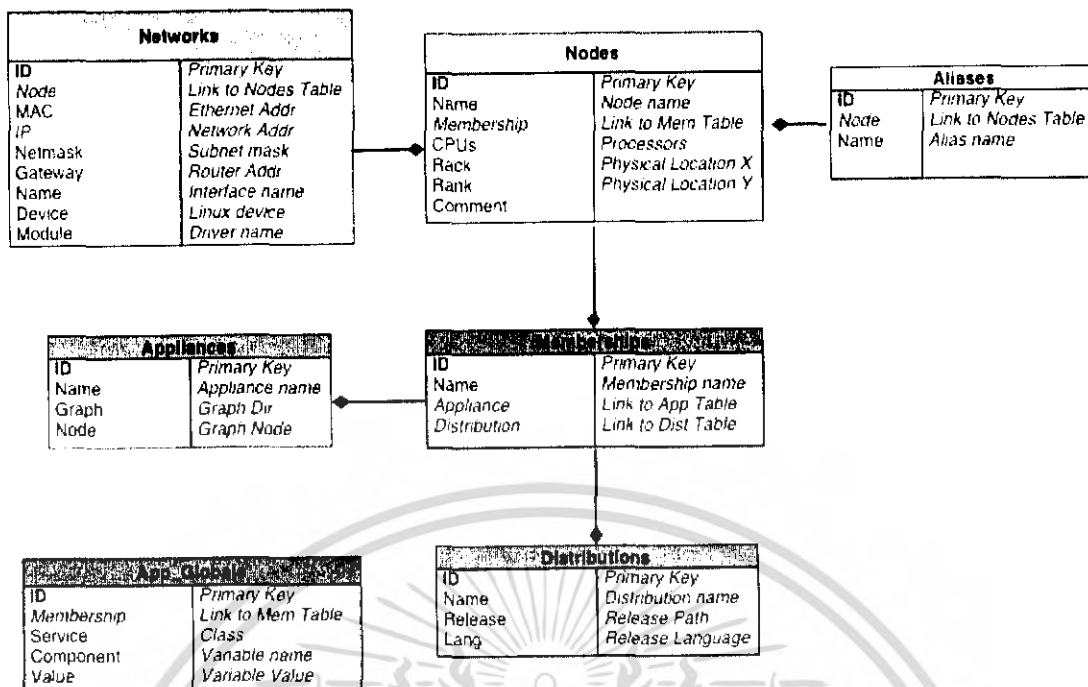 Networks
ID Primary Key
Node Link to Nodes Table
MAC Ethernet Addr
IP Network Addr
Netmask Subnet mask
Gateway Router Addr
Name Interface name
Device Linux device
Module Driver name
Nodes
ID Primary Key
Name Node name
Membership Link to Mem Table
CPUs Processors
Rack Physical Location X
Rank Physical Location Y
Comment
Aliases
ID Primary Key
Node Link to Nodes Table
Name Alias name
Appliances
ID Primary Key
Name Appliance name
Graph Graph Dir
Node Graph Node
Memberships
ID Primary Key
Name Membership name
Appliance Link to App Table
Distribution Link to Dist Table
App_Globals
ID Primary Key
Membership Link to Mem Table
Service Class
Component Variable name
Value Variable Value
Distributions
ID Primary Key
Name Distribution name
Release Release Path
Lang Release Language